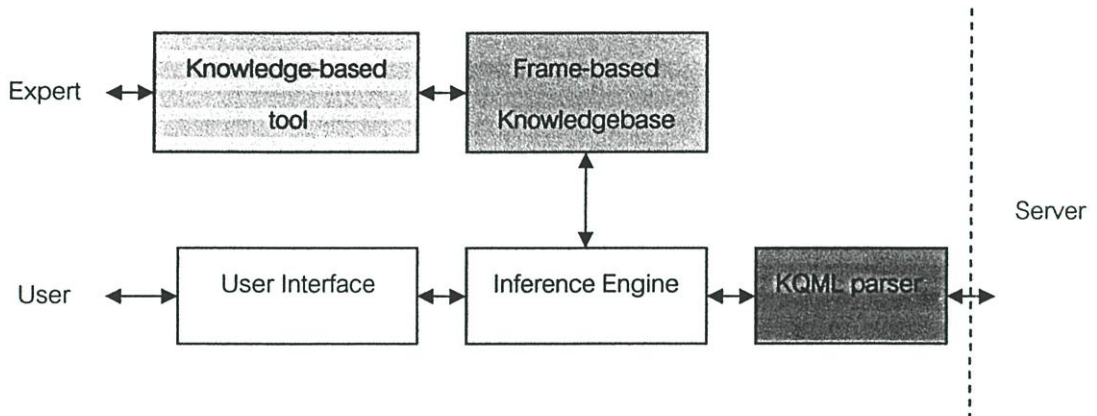 Expert
Knowledge-based
tool
Frame-based
Knowledgebase
Server
User
User Interface
Inference Engine
KQML parser